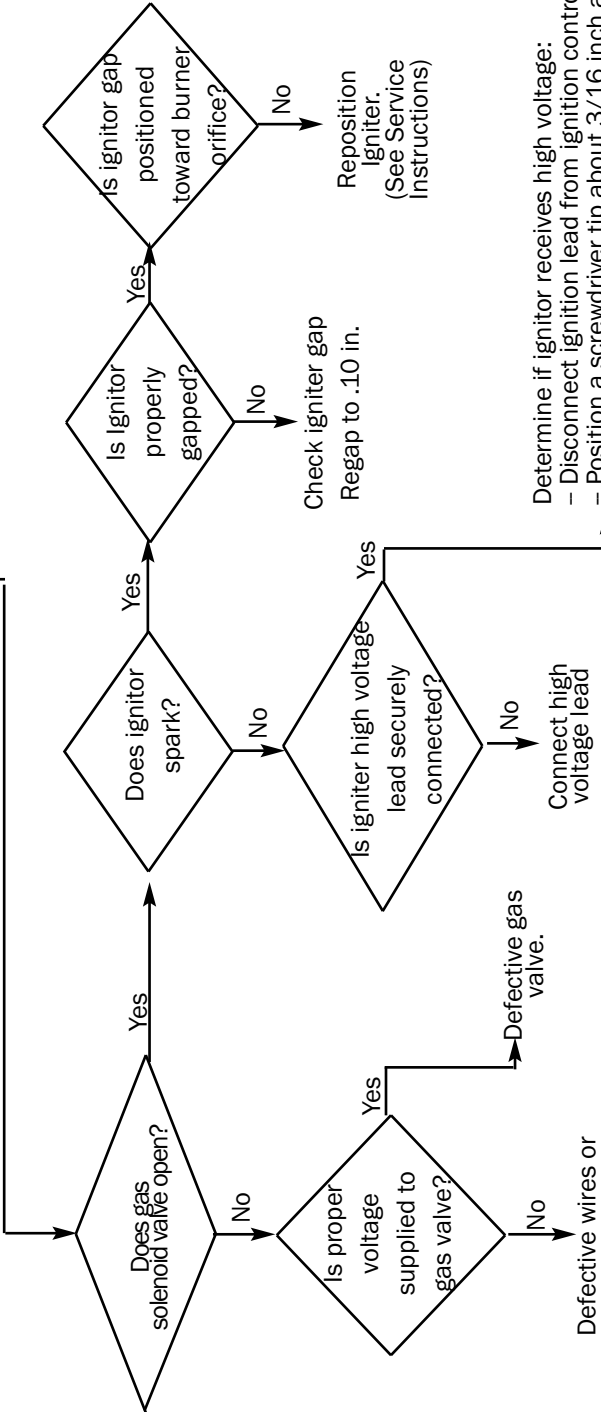 Does gas
solenoid valve open?
Yes
No
Is proper
voltage
supplied to
gas valve?
Yes
Defective gas
valve.
No
Defective wires or
Does ignitor
spark?
Yes
No
Is igniter high voltage
lead securely
connected?
Yes
No
Connect high
voltage lead
Is Ignitor
properly
gapped?
Yes
No
Check igniter gap
Regap to .10 in.
Is ignitor gap
positioned
toward burner
orifice?
No
Reposition
Igniter.
(See Service
Instructions)
Determine if ignitor receives high voltage:
– Disconnect ignition lead from ignition contro
– Position a screwdriver tip about 3/16 inch a